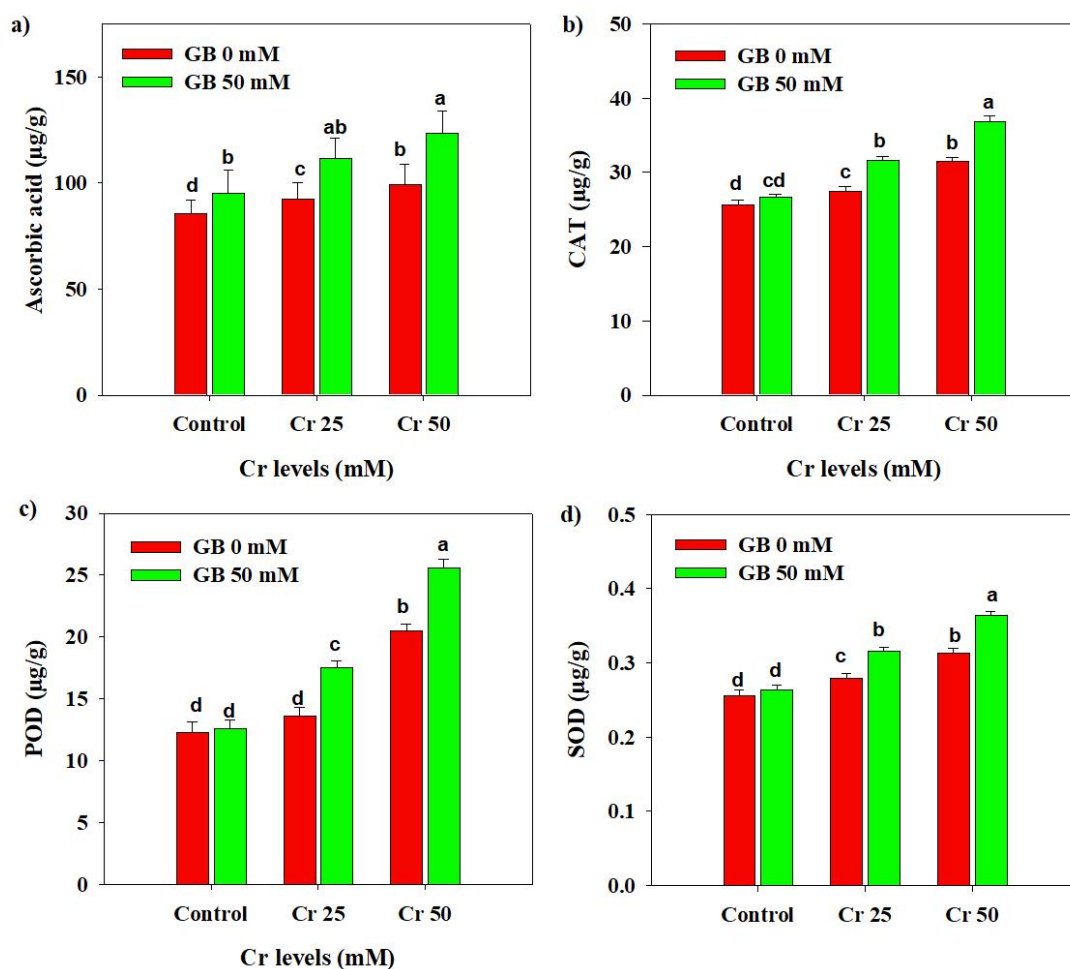 a)
GB 0 mM
GB 50 mM
Ascorbic acid (µg/g)
150
100
50
0
d
b
c
ab
b
a
Control
Cr 25
Cr 50
Cr levels (mM)
b)
GB 0 mM
GB 50 mM
CAT (µg/g)
50
40
30
20
10
0
d
cd
c
b
b
a
Control
Cr 25
Cr 50
Cr levels (mM)
c)
GB 0 mM
GB 50 mM
POD (µg/g)
30
25
20
15
10
5
0
d
d
d
c
b
a
Control
Cr 25
Cr 50
Cr levels (mM)
d)
GB 0 mM
GB 50 mM
SOD (µg/g)
0.5
0.4
0.3
0.2
0.1
0.0
d
d
c
b
b
a
Control
Cr 25
Cr 50